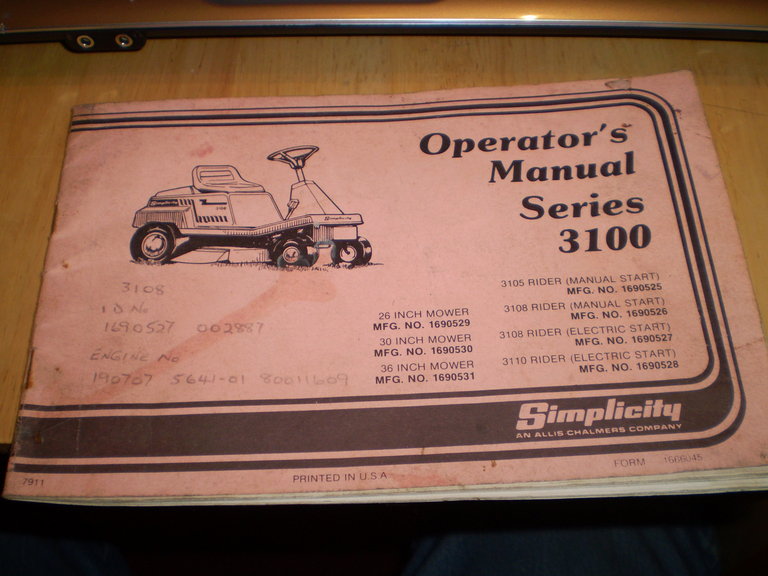 Operator's
Manual
Series
3100
3105 RIDER (MANUAL START)
MFG. NO. 1690525
3108 RIDER (MANUAL START)
MFG. NO. 1690526
3108 RIDER (ELECTRIC START)
MFG. NO. 1690527
3110 RIDER (ELECTRIC START)
MFG. NO. 1690528
26 INCH MOWER
MFG. NO. 1690529
30 INCH MOWER
MFG. NO. 1690530
36 INCH MOWER
MFG. NO. 1690531
Simplicity
Simplicity
3108
I D No
1690527 002887
ENGINE No
190707 5641-01 80011609
Simplicity
AN ALLIS CHALMERS COMPANY
7911
PRINTED IN U.S.A
FORM